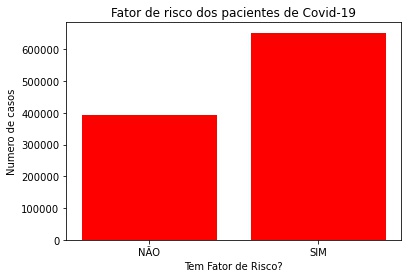 Fator de risco dos pacientes de Covid-19
Numero de casos
600000
500000
400000
300000
200000
100000
0
NÃO
SIM
Tem Fator de Risco?